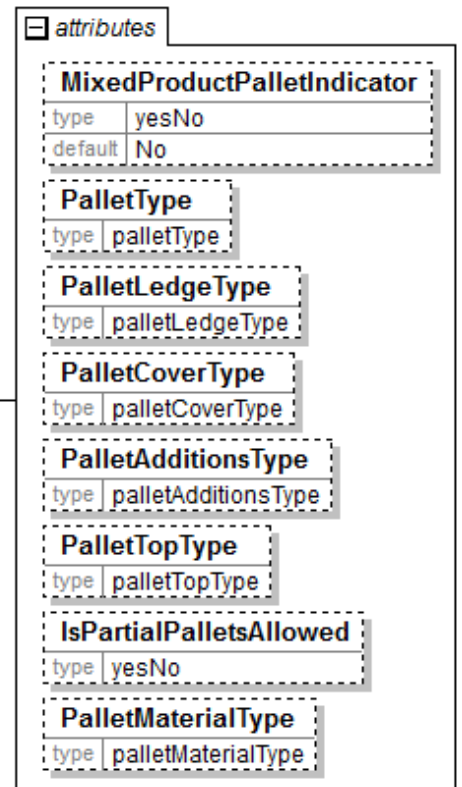 attributes
MixedProductPalletIndicator
type yesNo
default No
PalletType
type palletType
PalletLedgeType
type palletLedgeType
PalletCoverType
type palletCoverType
PalletAdditionsType
type palletAdditionsType
PalletTopType
type palletTopType
IsPartialPalletsAllowed
type yesNo
PalletMaterialType
type palletMaterialType